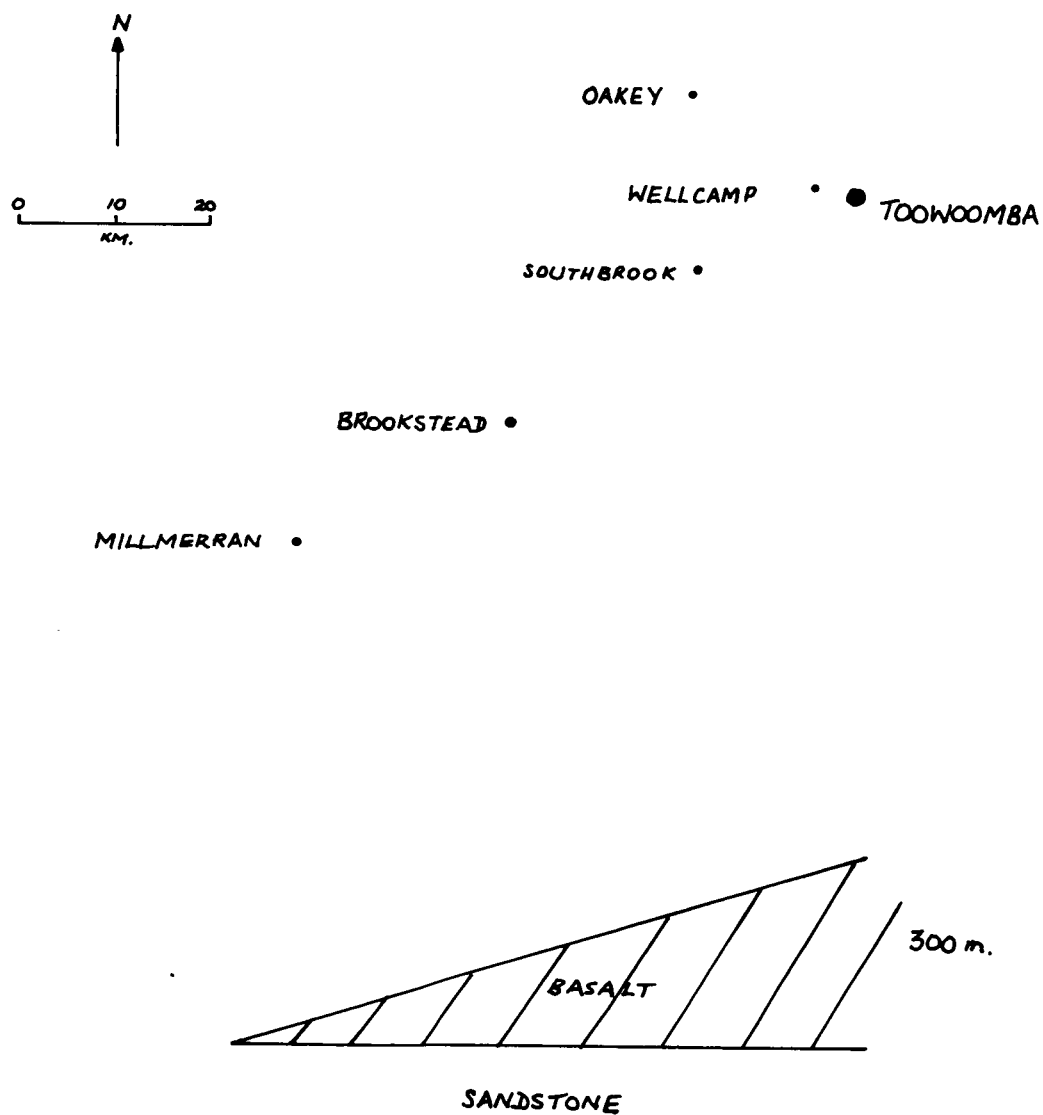 N
OAKEY
0 10 20
KM.
WELLCAMP
TOOWOOMBA
SOUTHBROOK
BROOKSTEAD
MILLMERRAN
300 m.
BASALT
SANDSTONE